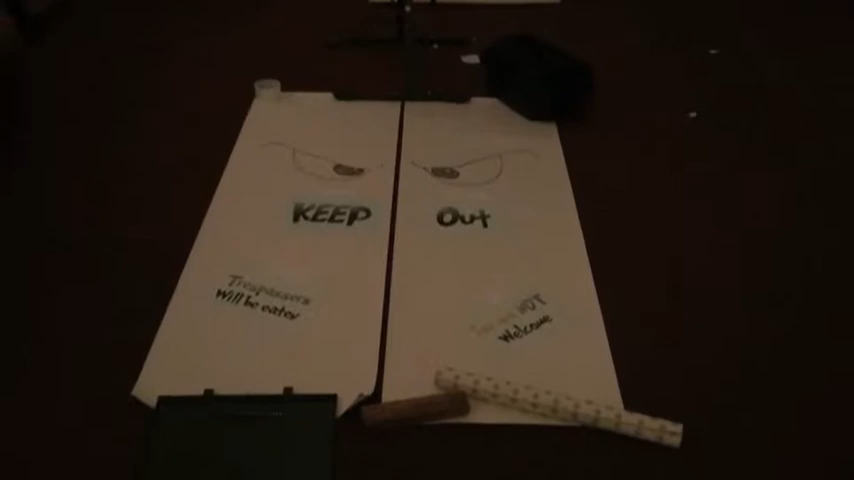 KEEP Out
Trespassers
Will be eaten
NOT
Welcome